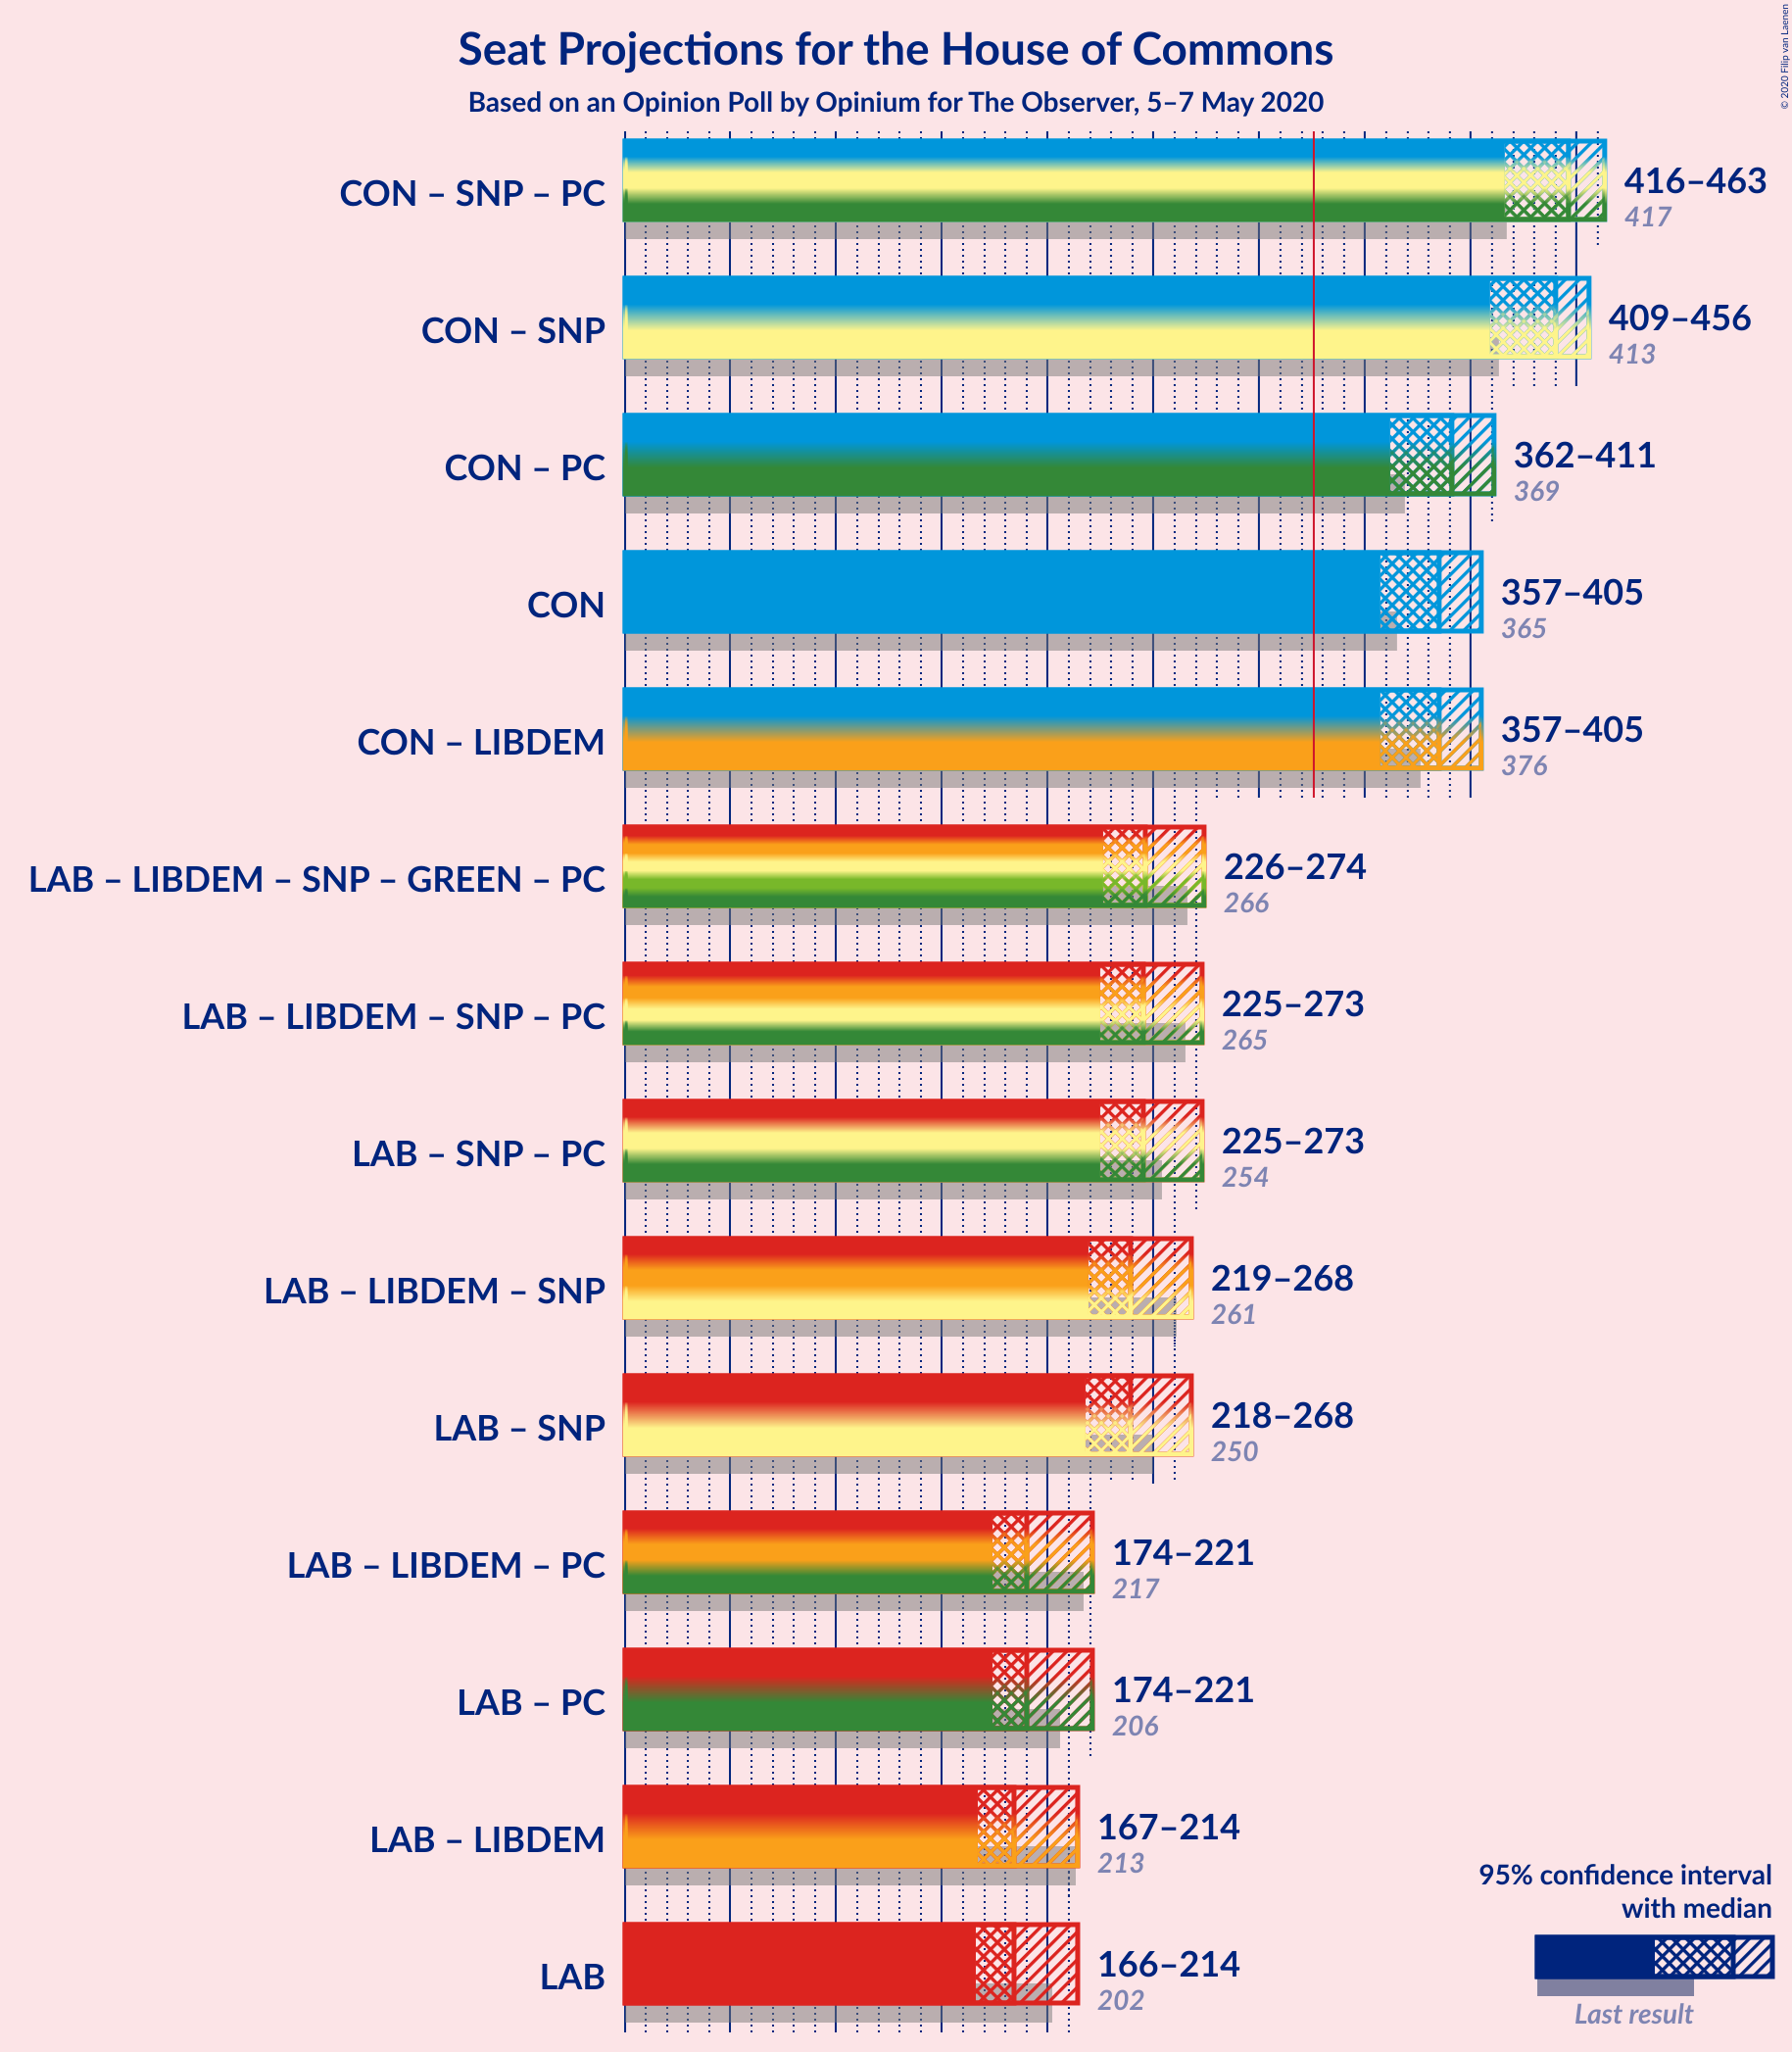 Seat Projections for the House of Commons
Based on an Opinion Poll by Opinium for The Observer, 5–7 May 2020
© 2020 Filip van Laenen
CON – SNP – PC
416–463
417
CON – SNP
409–456
413
CON – PC
362–411
369
CON
357–405
365
CON – LIBDEM
357–405
376
LAB – LIBDEM – SNP – GREEN – PC
226–274
266
LAB – LIBDEM – SNP – PC
225–273
265
LAB – SNP – PC
225–273
254
LAB – LIBDEM – SNP
219–268
261
LAB – SNP
218–268
250
LAB – LIBDEM – PC
174–221
217
LAB – PC
174–221
206
LAB – LIBDEM
167–214
213
LAB
166–214
202
95% confidence interval
with median
Last result